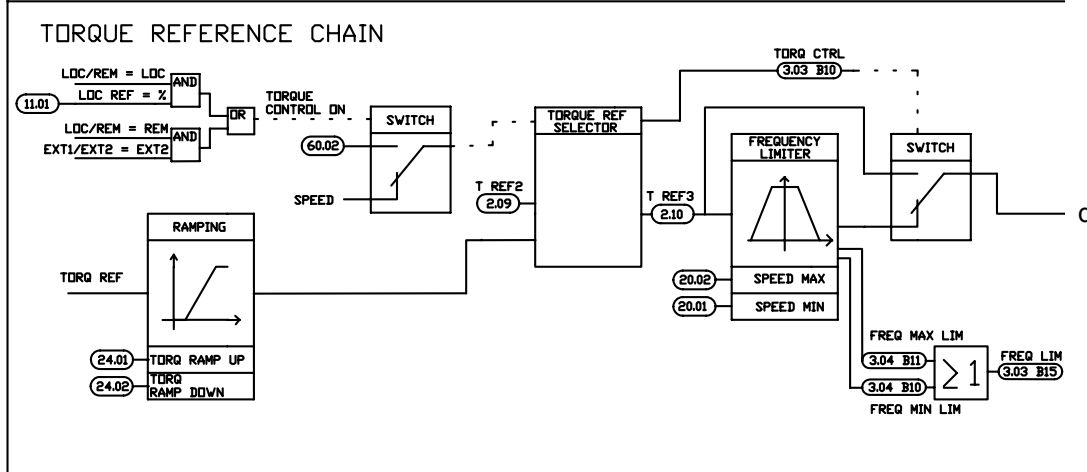 TORQUE REFERENCE CHAIN
TORQ CTRL
3.03 B10
LOC/REM = LOC
AND
11.01
LOC REF = %
TORQUE
CONTROL ON
OR
LOC/REM = REM
AND
EXT1/EXT2 = EXT2
SWITCH
60.02
SPEED
TORQUE REF
SELECTOR
T REF2
2.09
T REF3
2.10
FREQUENCY
LIMITER
SWITCH
RAMPING
TORQ REF
20.02
SPEED MAX
20.01
SPEED MIN
24.01
TORQ RAMP UP
24.02
TORQ
RAMP DOWN
FREQ MAX LIM
3.04 B11
3.04 B10
FREQ MIN LIM
≥1
FREQ LIM
3.03 B15